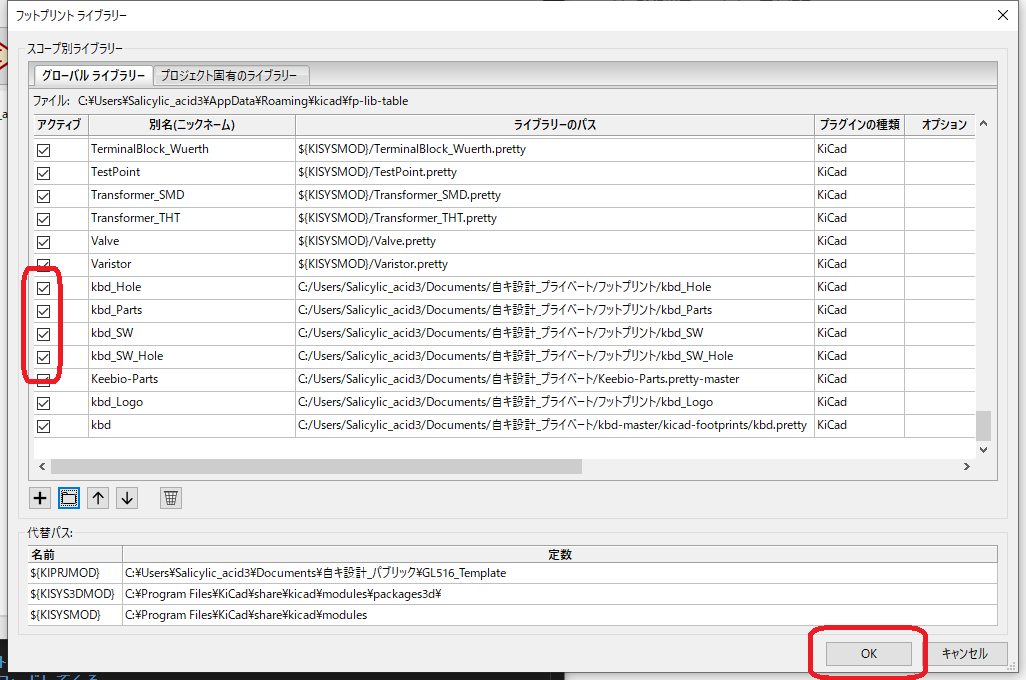 フットプリント ライブラリー
スコープ別ライブラリー
グローバル ライブラリー プロジェクト固有のライブラリー
ファイル: C:¥Users¥Salicylic_acid3¥AppData¥Roaming¥kicad¥fp-lib-table
アクティブ 別名(ニックネーム) ライブラリーのパス プラグインの種類 オプション
TerminalBlock_Wuerth ${KISYSMOD}/TerminalBlock_Wuerth.pretty KiCad
TestPoint ${KISYSMOD}/TestPoint.pretty KiCad
Transformer_SMD ${KISYSMOD}/Transformer_SMD.pretty KiCad
Transformer_THT ${KISYSMOD}/Transformer_THT.pretty KiCad
Valve ${KISYSMOD}/Valve.pretty KiCad
Varistor ${KISYSMOD}/Varistor.pretty KiCad
kbd_Hole C:/Users/Salicylic_acid3/Documents/自キ設計_プライベート/フットプリント/kbd_Hole KiCad
kbd_Parts C:/Users/Salicylic_acid3/Documents/自キ設計_プライベート/フットプリント/kbd_Parts KiCad
kbd_SW C:/Users/Salicylic_acid3/Documents/自キ設計_プライベート/フットプリント/kbd_SW KiCad
kbd_SW_Hole C:/Users/Salicylic_acid3/Documents/自キ設計_プライベート/フットプリント/kbd_SW_Hole KiCad
Keebio-Parts C:/Users/Salicylic_acid3/Documents/自キ設計_プライベート/Keebio-Parts.pretty-master KiCad
kbd_Logo C:/Users/Salicylic_acid3/Documents/自キ設計_プライベート/フットプリント/kbd_Logo KiCad
kbd C:/Users/Salicylic_acid3/Documents/自キ設計_プライベート/kbd-master/kicad-footprints/kbd.pretty KiCad
代替パス:
名前 定数
${KIPRJMOD} C:¥Users¥Salicylic_acid3¥Documents¥自キ設計_パブリック¥GL516_Template
${KISYS3DMOD} C:¥Program Files¥KiCad¥share¥kicad¥modules¥packages3d¥
${KISYSMOD} C:¥Program Files¥KiCad¥share¥kicad¥modules
OK キャンセル